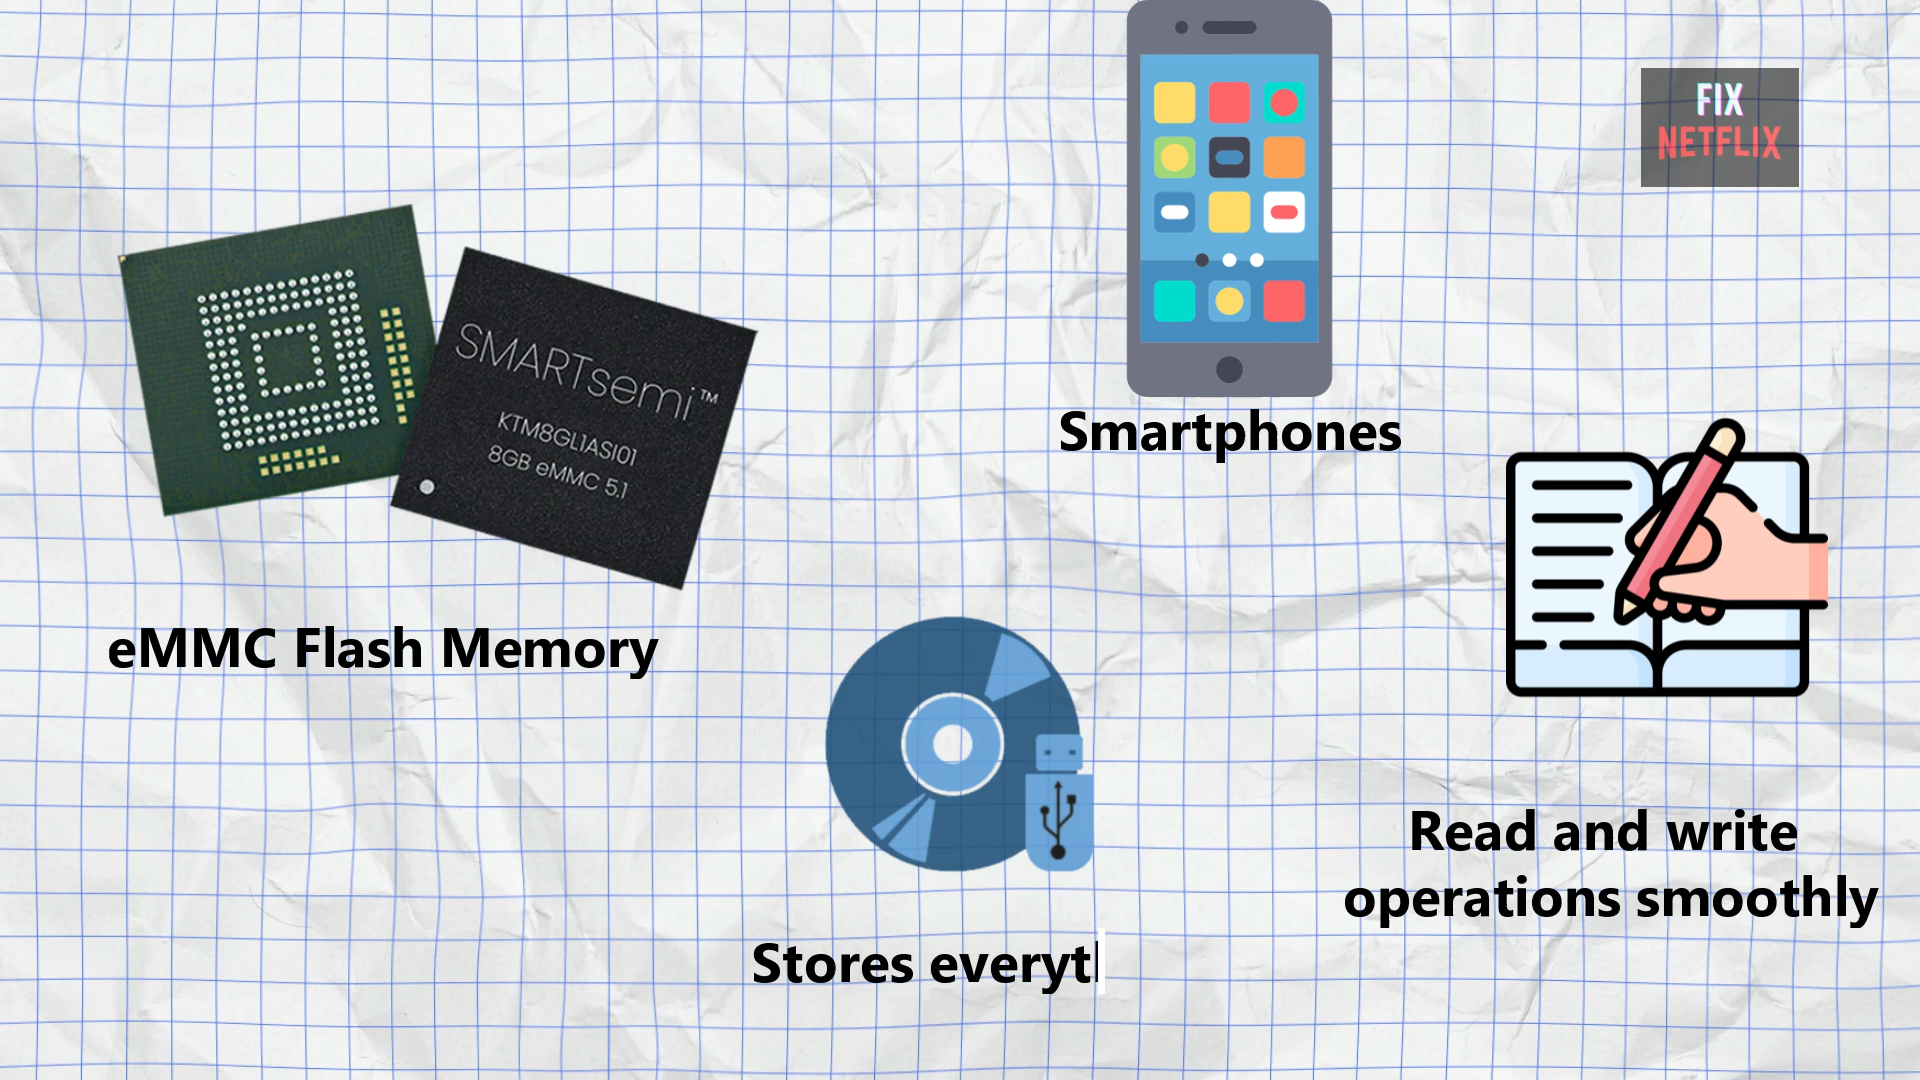 FIX
NETFLIX
SMARTsemi™
KTM8GL1ASI01
8GB eMMC 5.1
Smartphones
eMMC Flash Memory
Read and write
operations smoothly
Stores everyt